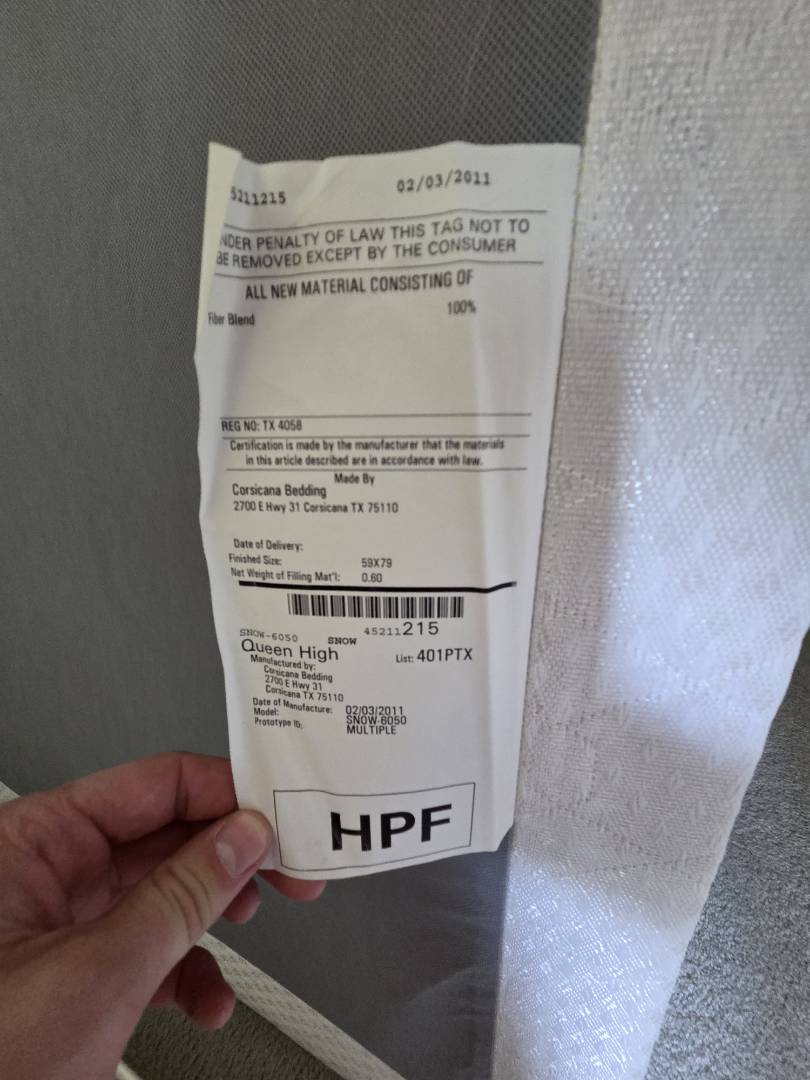 5211215 02/03/2011
NDER PENALTY OF LAW THIS TAG NOT TO
BE REMOVED EXCEPT BY THE CONSUMER
ALL NEW MATERIAL CONSISTING OF
100%
Fiber Blend
REG NO: TX 4058
Certification is made by the manufacturer that the materials
in this article described are in accordance with law.
Made By
Corsicana Bedding
2700 E Hwy 31 Corsicana TX 75110
Date of Delivery:
Finished Size: 59X79
Net Weight of Filling Mat'l: 0.60
SNOW-6050 SNOW 45211215
Queen High List: 401PTX
Manufactured by:
Corsicana Bedding
2700 E Hwy 31
Corsicana TX 75110
Date of Manufacture: 02/03/2011
Model: SNOW-6050
Prototype ID: MULTIPLE
HPF